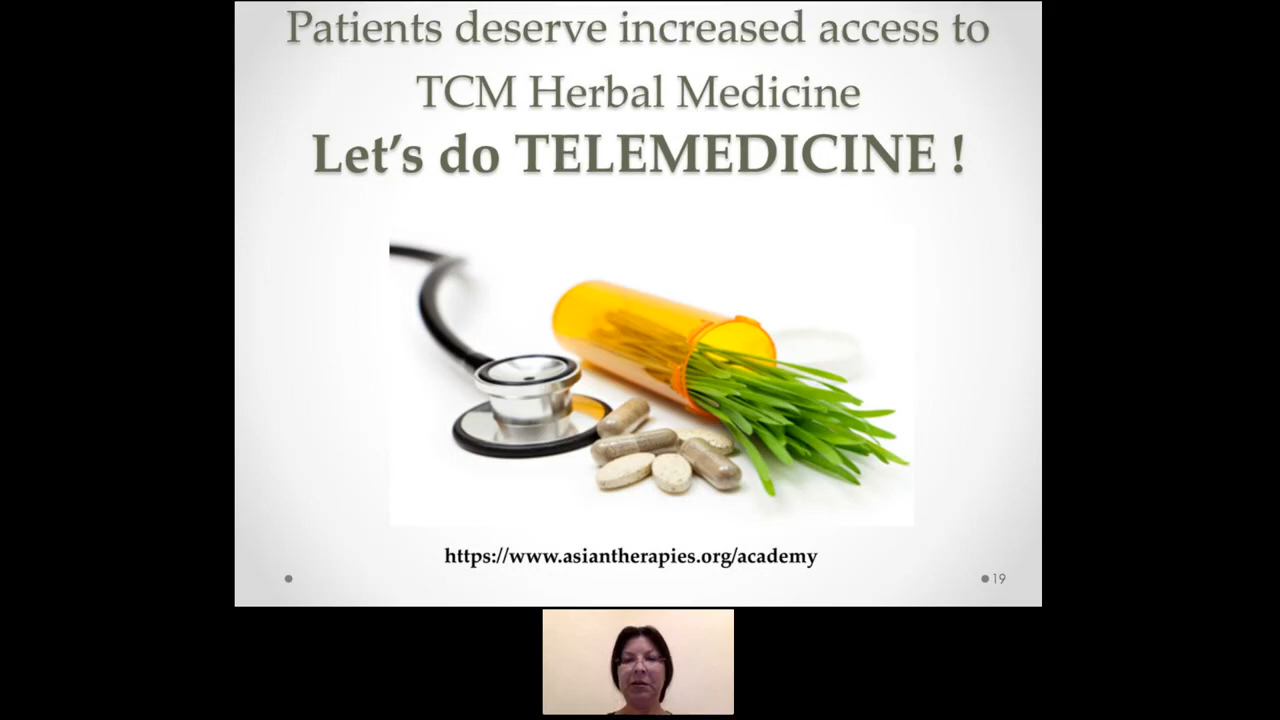 Patients deserve increased access to
TCM Herbal Medicine
Let's do TELEMEDICINE !
https://www.asiantherapies.org/academy
19